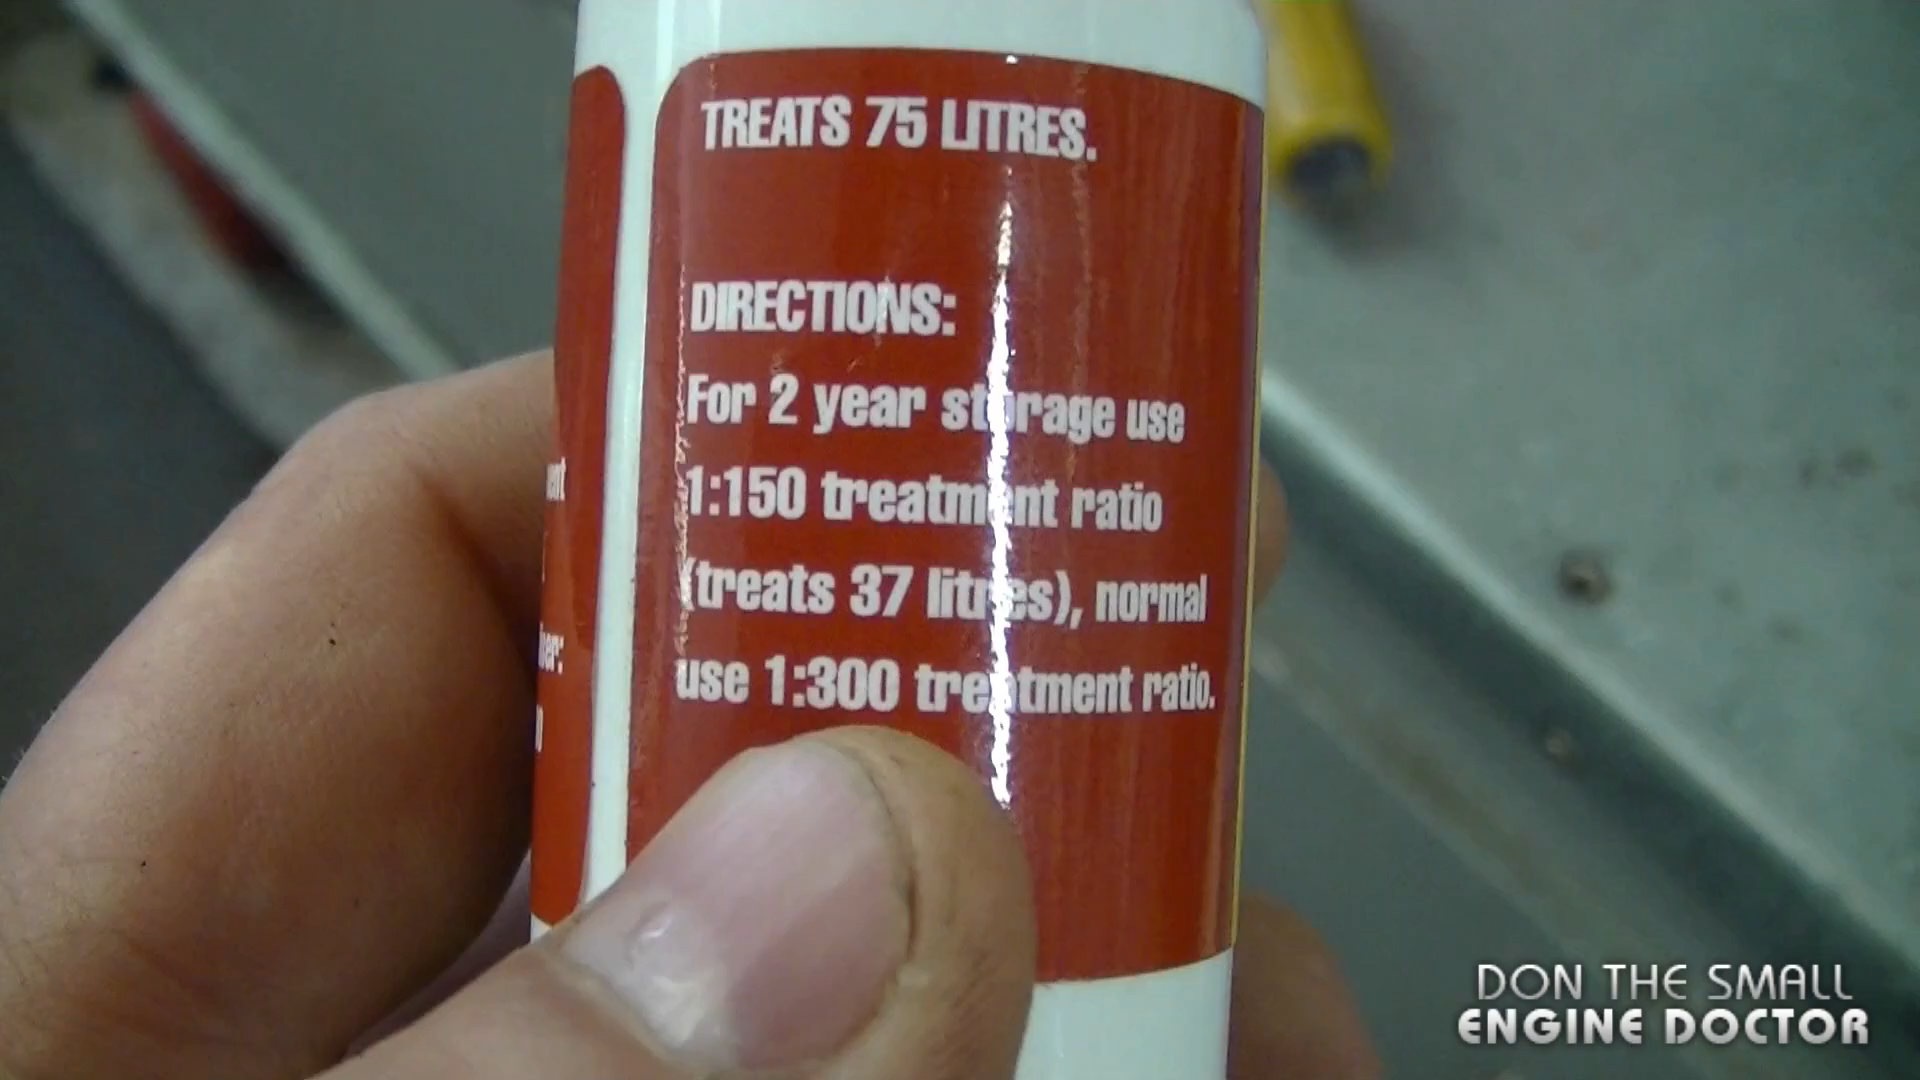 TREATS 75 LITRES.
DIRECTIONS:
For 2 year storage use
1:150 treatment ratio
(treats 37 litres), normal
use 1:300 treatment ratio.
DON THE SMALL
ENGINE DOCTOR